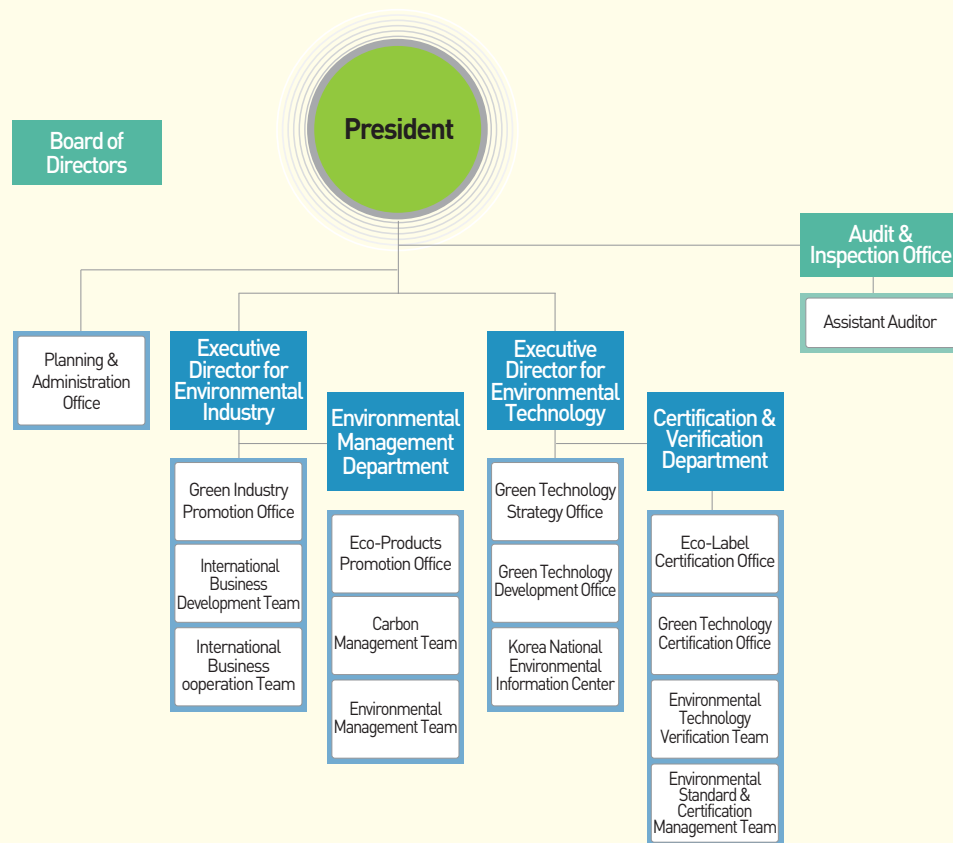 President
Board of
Directors
Audit &
Inspection Office
Assistant Auditor
Planning &
Administration
Office
Executive
Director for
Environmental
Industry
Environmental
Management
Department
Green Industry
Promotion Office
International
Business
Development Team
International
Business
ooperation Team
Eco-Products
Promotion Office
Carbon
Management Team
Environmental
Management Team
Executive
Director for
Environmental
Technology
Certification &
Verification
Department
Green Technology
Strategy Office
Green Technology
Development Office
Korea National
Environmental
Information Center
Eco-Label
Certification Office
Green Technology
Certification Office
Environmental
Technology
Verification Team
Environmental
Standard &
Certification
Management Team